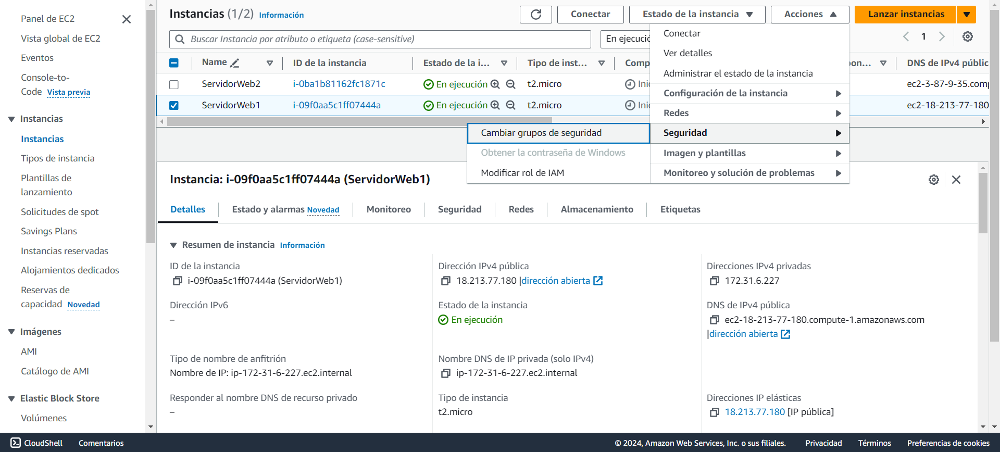 Panel de EC2
Vista global de EC2
Eventos
Console-to-
Code Vista previa
Instancias
Instancias
Tipos de instancia
Plantillas de
lanzamiento
Solicitudes de spot
Savings Plans
Instancias reservadas
Alojamientos dedicados
Reservas de
capacidad Novedad
Imágenes
AMI
Catálogo de AMI
Elastic Block Store
Volúmenes
Instancias (1/2) Información
Conectar
Estado de la instancia
Acciones
Lanzar instancias
Buscar Instancia por atributo o etiqueta (case-sensitive)
1
Name
ID de la instancia
Estado de la i...
Tipo de inst...
DNS de IPv4
ServidorWeb2 i-0ba1b81162fc1871c En ejecución t2.micro ec2-3-87-9-35.com
ServidorWeb1 i-09f0aa5c1ff07444a En ejecución t2.micro ec2-18-213-77-180
Conectar
Ver detalles
Administrar el estado de la instancia
Configuración de la instancia
Redes
Seguridad
Imagen y plantillas
Monitoreo y solución de problemas
Cambiar grupos de seguridad
Obtener la contraseña de Windows
Modificar rol de IAM
Instancia: i-09f0aa5c1ff07444a (ServidorWeb1)
Detalles
Estado y alarmas Novedad
Monitoreo
Seguridad
Redes
Almacenamiento
Etiquetas
Resumen de instancia Información
ID de la instancia
i-09f0aa5c1ff07444a (ServidorWeb1)
Dirección IPv4 pública
18.213.77.180 |dirección abierta
Direcciones IPv4 privadas
172.31.6.227
Dirección IPv6
–
Estado de la instancia
En ejecución
DNS de IPv4 pública
ec2-18-213-77-180.compute-1.amazonaws.com
|dirección abierta
Tipo de nombre de anfitrión
Nombre de IP: ip-172-31-6-227.ec2.internal
Nombre DNS de IP privada (solo IPv4)
ip-172-31-6-227.ec2.internal
Responder al nombre DNS de recurso privado
–
Tipo de instancia
t2.micro
Direcciones IP elásticas
18.213.77.180 [IP pública]
CloudShell
Comentarios
© 2024, Amazon Web Services, Inc. o sus filiales.
Privacidad
Términos
Preferencias de cookies